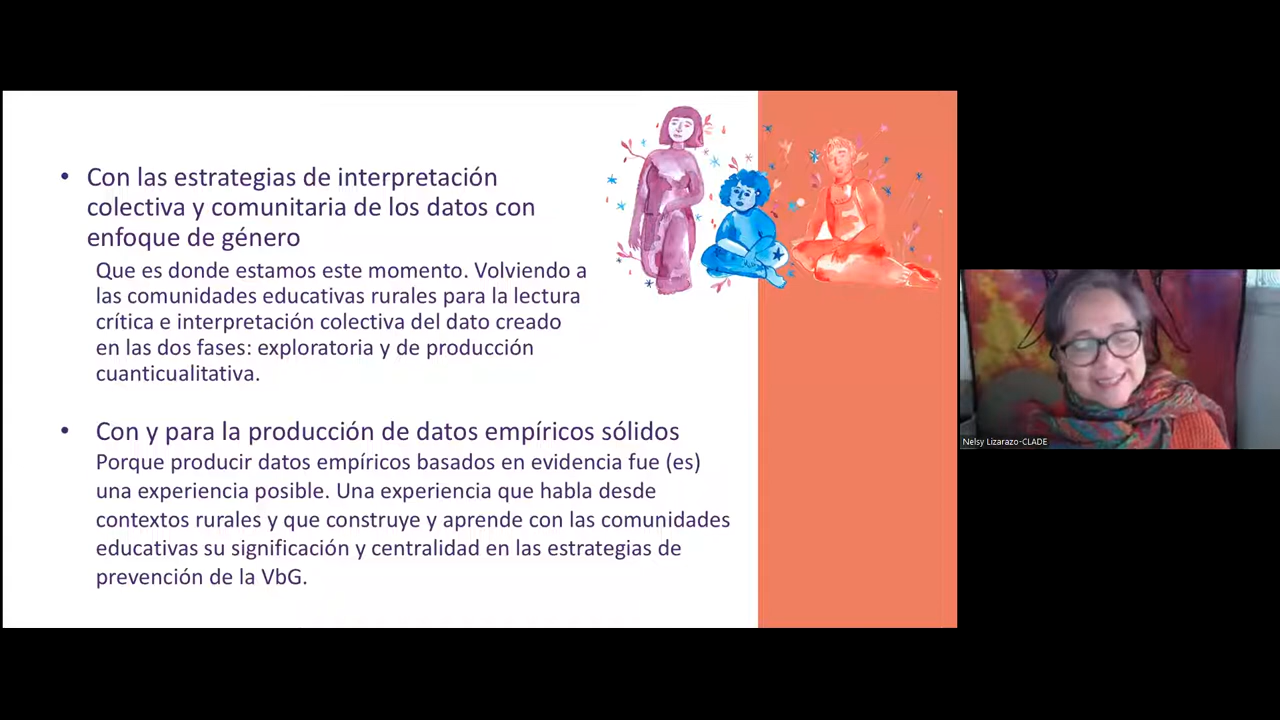 • Con las estrategias de interpretación
colectiva y comunitaria de los datos con
enfoque de género
Que es donde estamos este momento. Volviendo a
las comunidades educativas rurales para la lectura
crítica e interpretación colectiva del dato creado
en las dos fases: exploratoria y de producción
cuanticualitativa.
• Con y para la producción de datos empíricos sólidos
Porque producir datos empíricos basados en evidencia fue (es)
una experiencia posible. Una experiencia que habla desde
contextos rurales y que construye y aprende con las comunidades
educativas su significación y centralidad en las estrategias de
prevención de la VbG.
Nelsy Lizarazo-CLADE